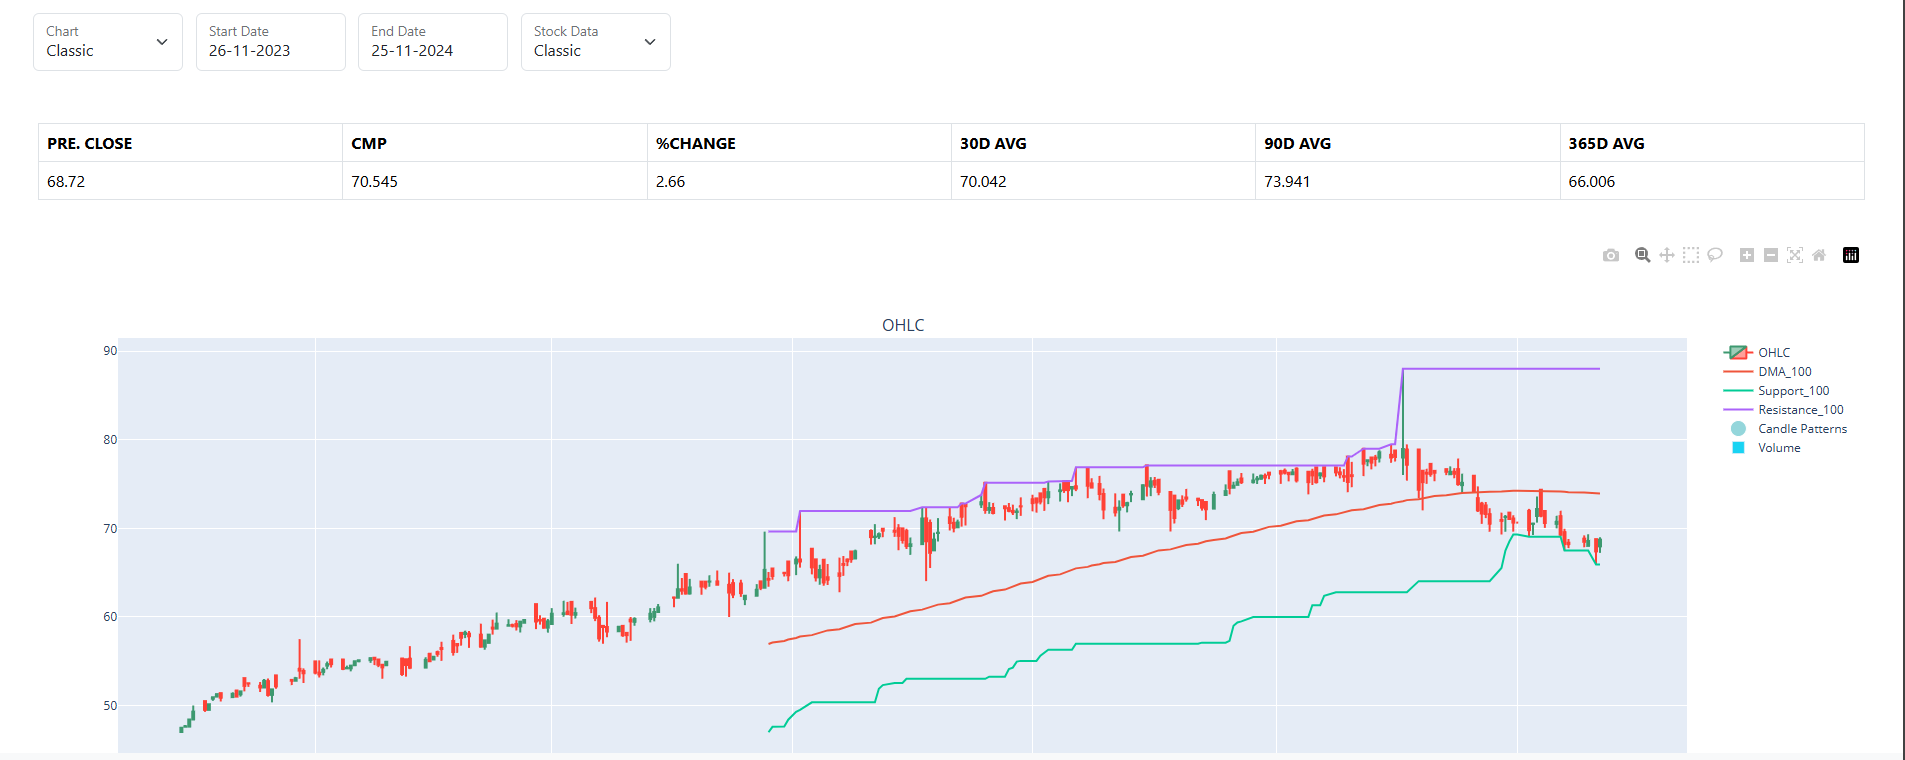 Chart
Classic
Start Date
26-11-2023
End Date
25-11-2024
Stock Data
Classic
PRE. CLOSE CMP %CHANGE 30D AVG 90D AVG 365D AVG
68.72 70.545 2.66 70.042 73.941 66.006
OHLC
90
80
70
60
50
OHLC
DMA_100
Support_100
Resistance_100
Candle Patterns
Volume